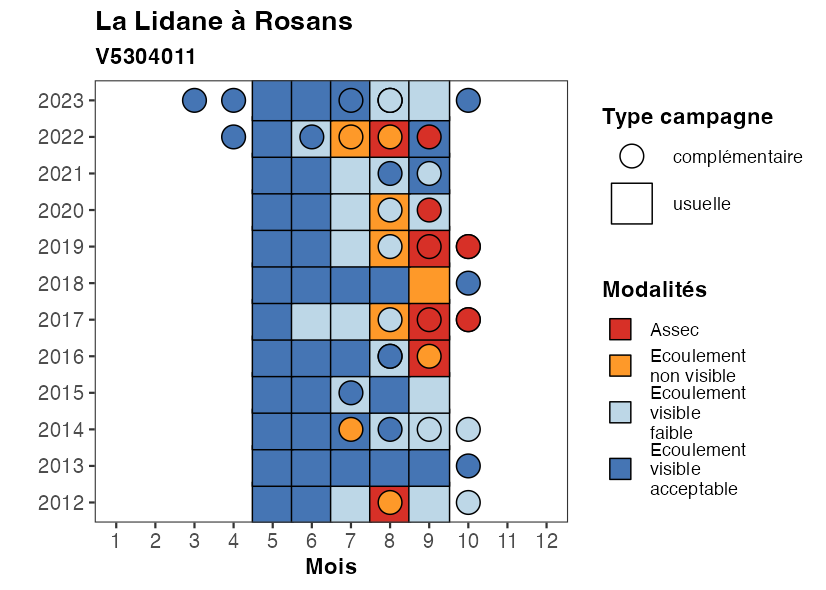 La Lidane à Rosans
V5304011
2023
2022
2021
2020
2019
2018
2017
2016
2015
2014
2013
2012
1 2 3 4 5 6 7 8 9 10 11 12
Mois
Type campagne
complémentaire
usuelle
Modalités
Assec
Ecoulement
non visible
Ecoulement
visible
faible
Ecoulement
visible
acceptable